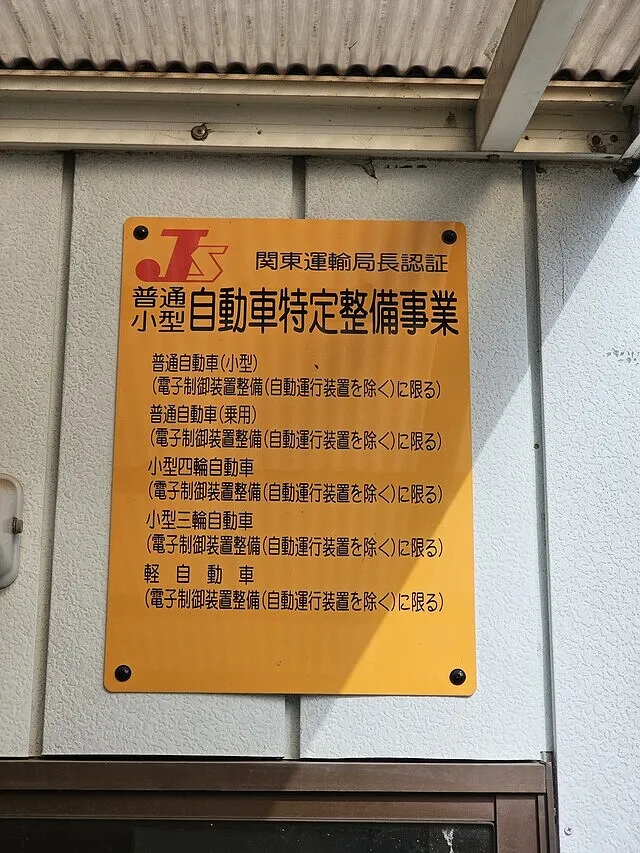 JS
関東運輸局長認証
普通
小型
自動車特定整備事業
普通自動車(小型)
(電子制御装置整備(自動運行装置を除く)に限る)
普通自動車(乗用)
(電子制御装置整備(自動運行装置を除く)に限る)
小型四輪自動車
(電子制御装置整備(自動運行装置を除く)に限る)
小型三輪自動車
(電子制御装置整備(自動運行装置を除く)に限る)
軽自動車
(電子制御装置整備(自動運行装置を除く)に限る)